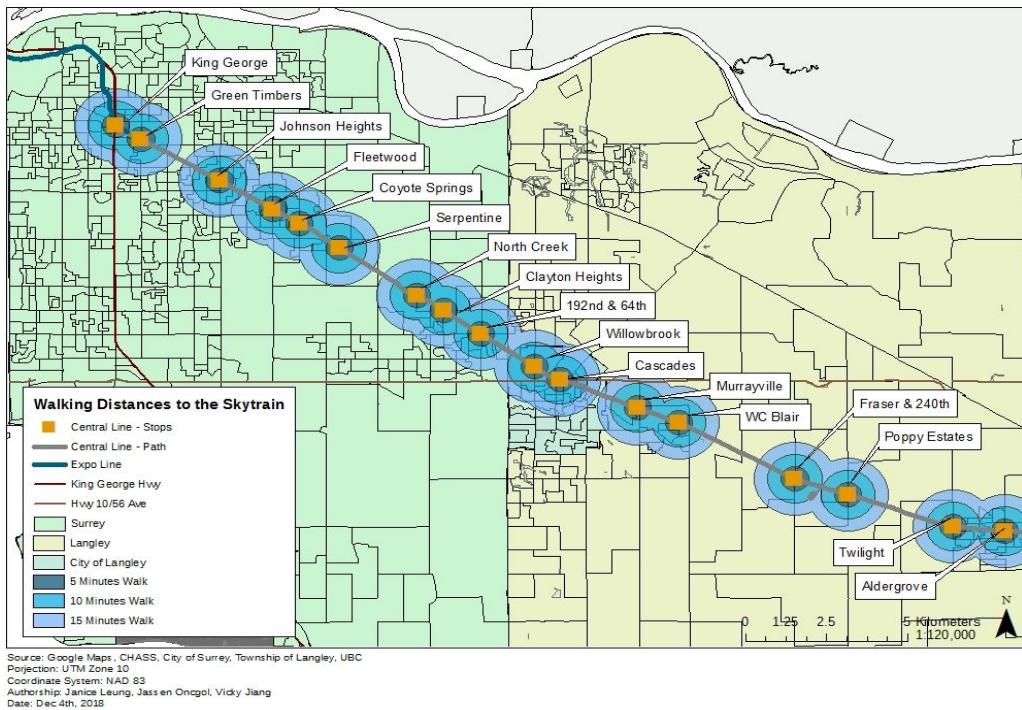 King George
Green Timbers
Johnson Heights
Fleetwood
Coyote Springs
Serpentine
North Creek
Clayton Heights
192nd & 64th
Willowbrook
Cascades
Murrayville
WC Blair
Fraser & 240th
Poppy Estates
Twilight
Aldergrove
Walking Distances to the Skytrain
Central Line - Stops
Central Line - Path
Expo Line
King George Hwy
Hwy 10/56 Ave
Surrey
Langley
City of Langley
5 Minutes Walk
10 Minutes Walk
15 Minutes Walk
N
0 1.25 2.5 5 Kilometers
1:120,000
Source: Google Maps, CHASS, City of Surrey, Township of Langley, UBC
Porjection: UTM Zone 10
Coordinate System: NAD 83
Authorship: Janice Leung, Jassen Oncgol, Vicky Jiang
Date: Dec 4th, 2018